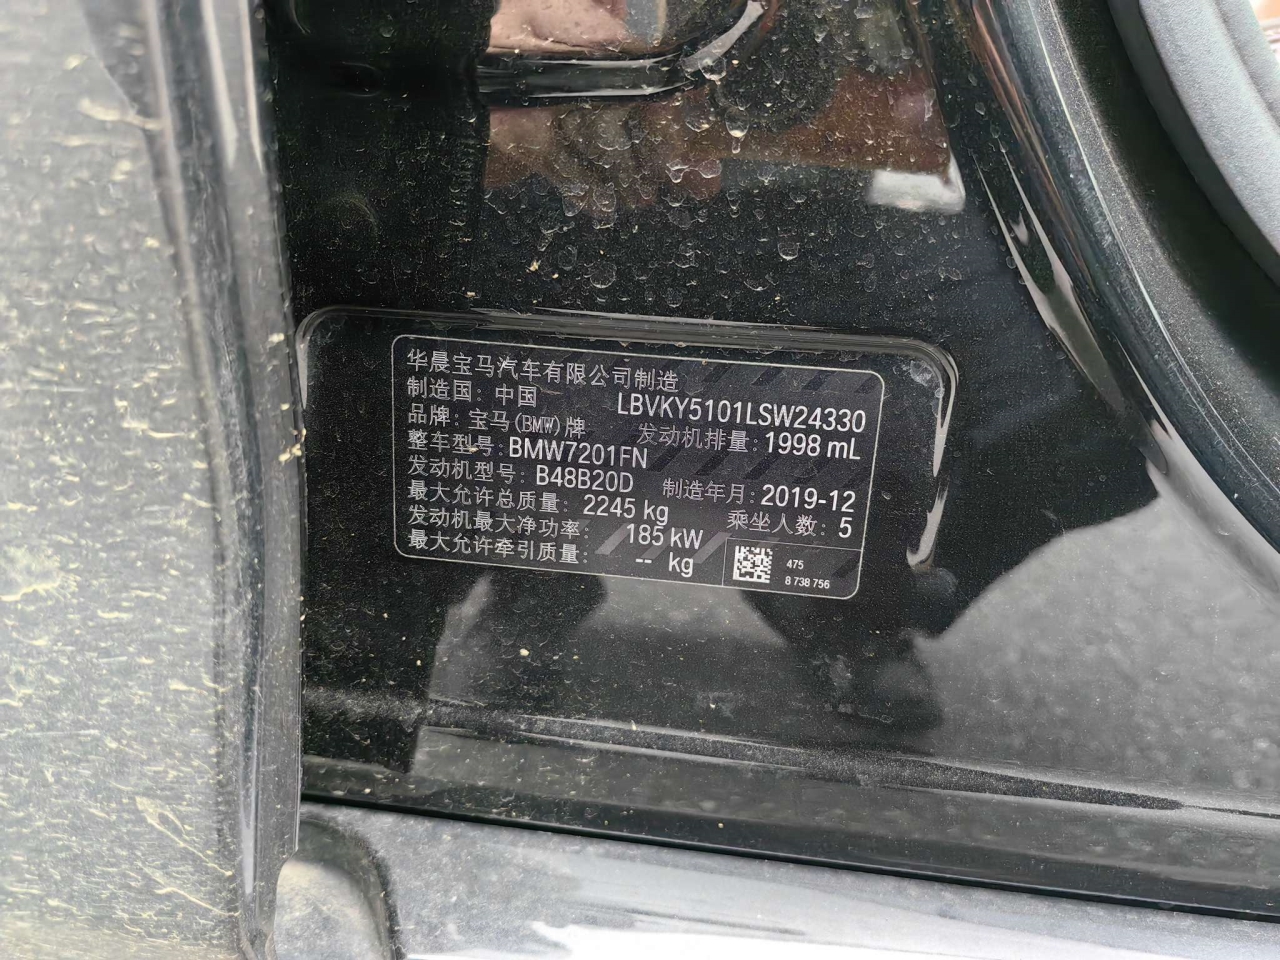 华晨宝马汽车有限公司制造
制造国：中国 LBVKY5101LSW24330
品牌：宝马(BMW)牌 发动机排量：1998 mL
整车型号：BMW7201FN
发动机型号：B48B20D 制造年月：2019-12
最大允许总质量：2245 kg 乘坐人数：5
发动机最大净功率：185 kW
最大允许牵引质量：-- kg
475
8 738 756